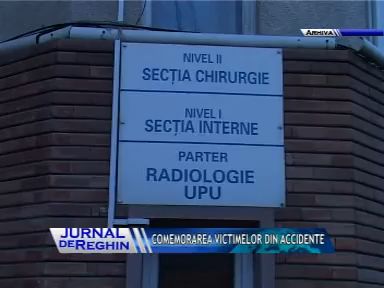 ARHIVA
NIVEL II
SECȚIA CHIRURGIE
NIVEL I
SECȚIA INTERNE
PARTER
RADIOLOGIE
UPU
JURNAL
DE REGHIN
COMEMORAREA VICTIMELOR DIN ACCIDENTE